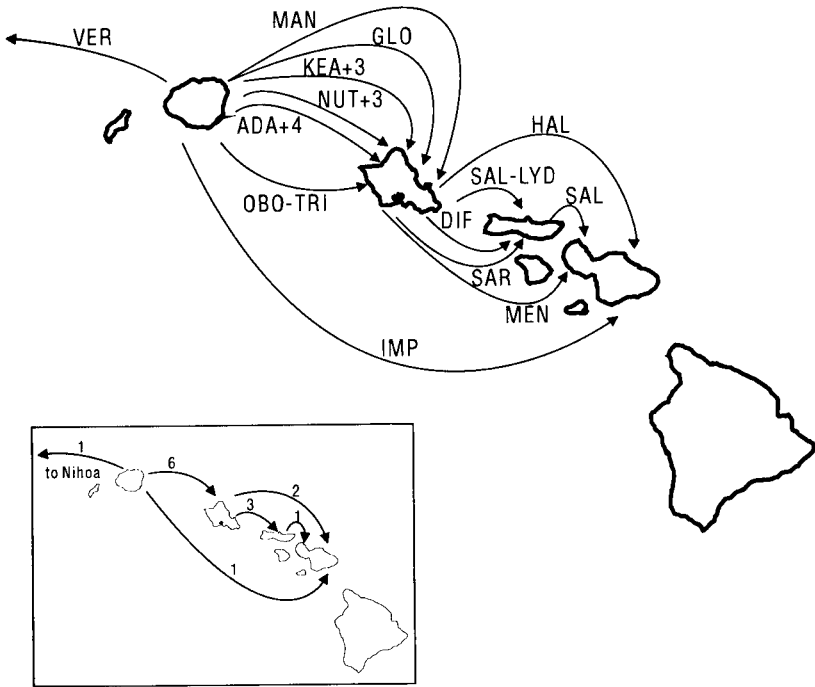 MAN
VER
GLO
KEA+3
NUT+3
ADA+4
HAL
SAL-LYD
SAL
OBO-TRI
DIF
SAR
MEN
IMP
1
to Nihoa
6
2
3
1
1